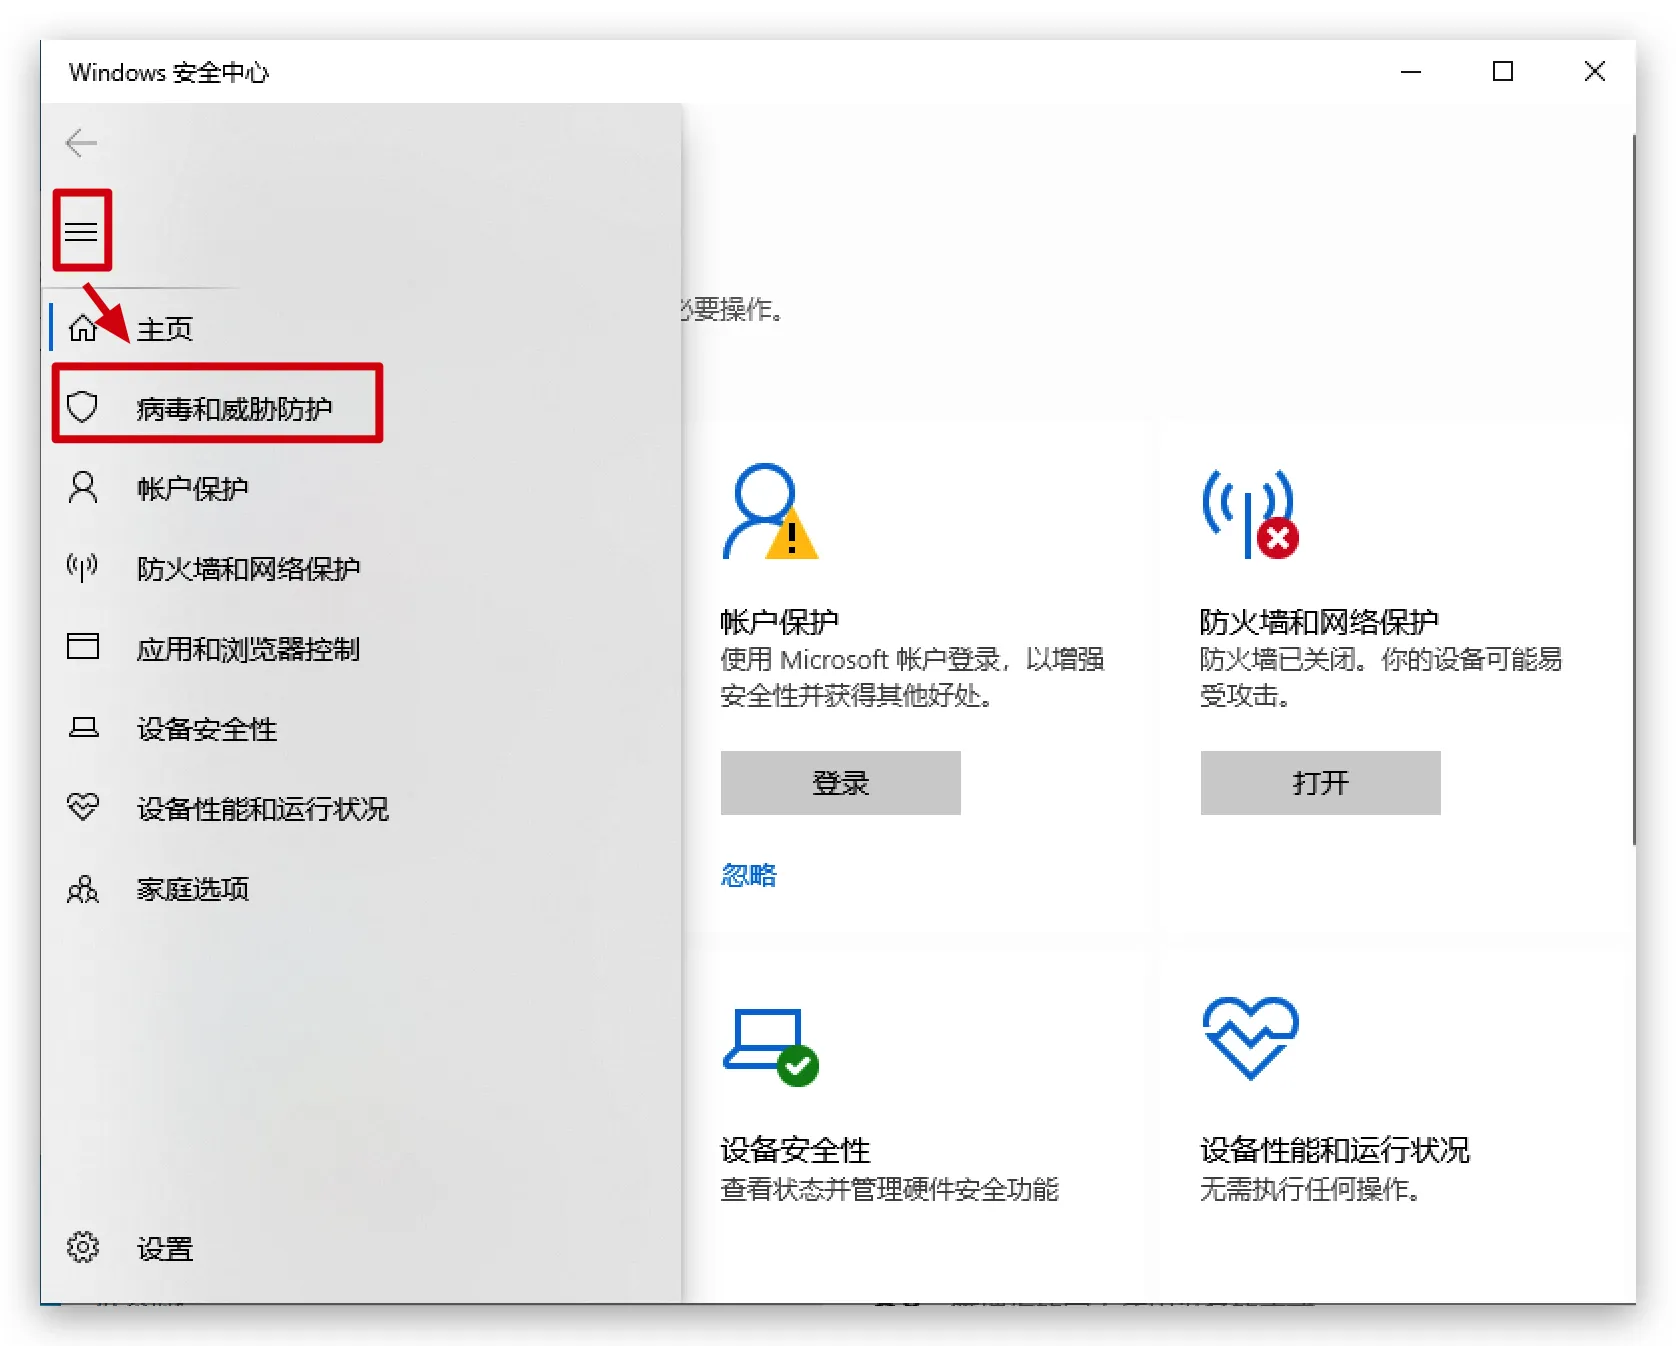 Windows 安全中心
主页
病毒和威胁防护
帐户保护
防火墙和网络保护
应用和浏览器控制
设备安全性
设备性能和运行状况
家庭选项
设置
要操作。
帐户保护
使用 Microsoft 帐户登录，以增强
安全性并获得其他好处。
登录
忽略
防火墙和网络保护
防火墙已关闭。你的设备可能易
受攻击。
打开
设备安全性
查看状态并管理硬件安全功能
设备性能和运行状况
无需执行任何操作。